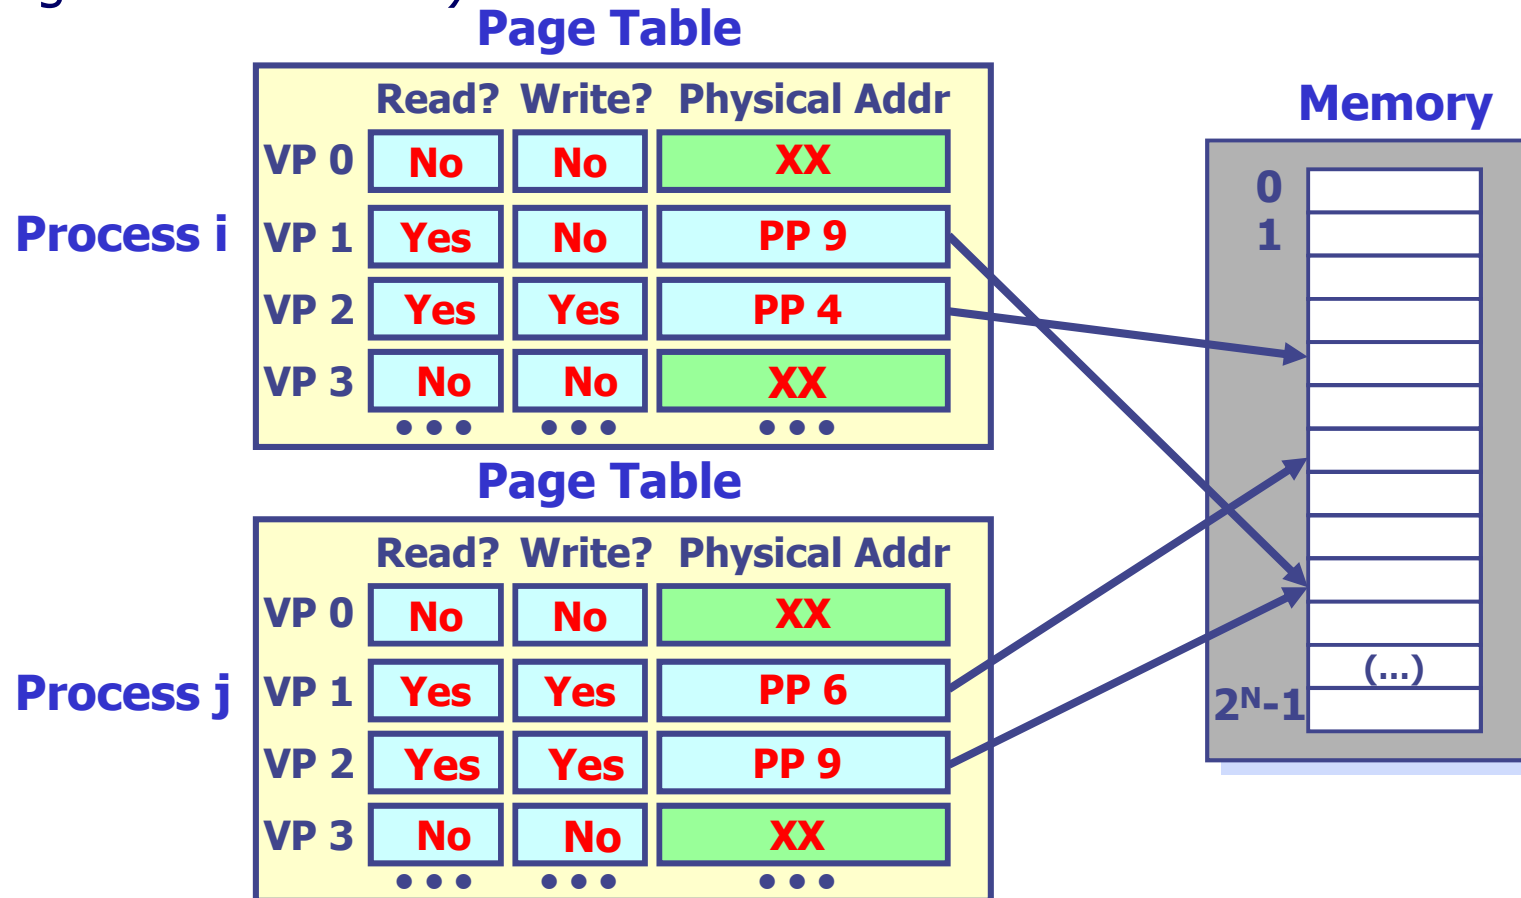 Page Table
Read? Write? Physical Addr
VP 0 No No XX
Process i VP 1 Yes No PP 9
VP 2 Yes Yes PP 4
VP 3 No No XX
• • • • • • • • •
Page Table
Read? Write? Physical Addr
VP 0 No No XX
Process j VP 1 Yes Yes PP 6
VP 2 Yes Yes PP 9
VP 3 No No XX
• • • • • • • • •
Memory
0
1
(...)
2ᴺ-1